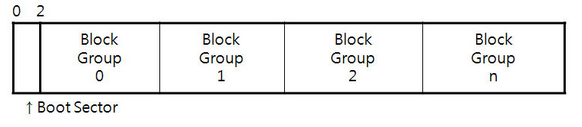 0 2
Block Group 0
Block Group 1
Block Group 2
Block Group n
↑ Boot Sector